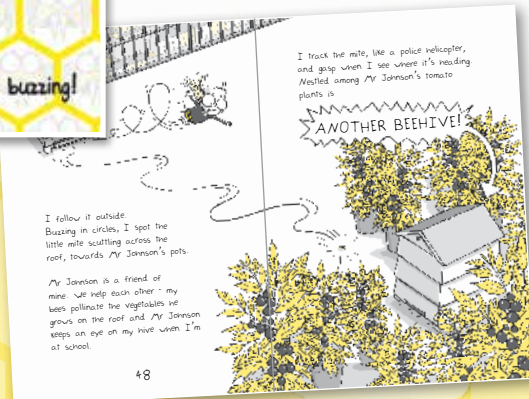 buzzing!
I follow it outside.
Buzzing in circles, I spot the
little mite scuttling across the
roof, towards Mr Johnson's pots.
Mr Johnson is a friend of
mine. We help each other - my
bees pollinate the vegetables he
grows on the roof and Mr Johnson
keeps an eye on my hive when I'm
at school.
48
I track the mite, like a police helicopter,
and gasp when I see where it's heading.
Nestled among Mr Johnson's tomato
plants is
ANOTHER BEEHIVE!